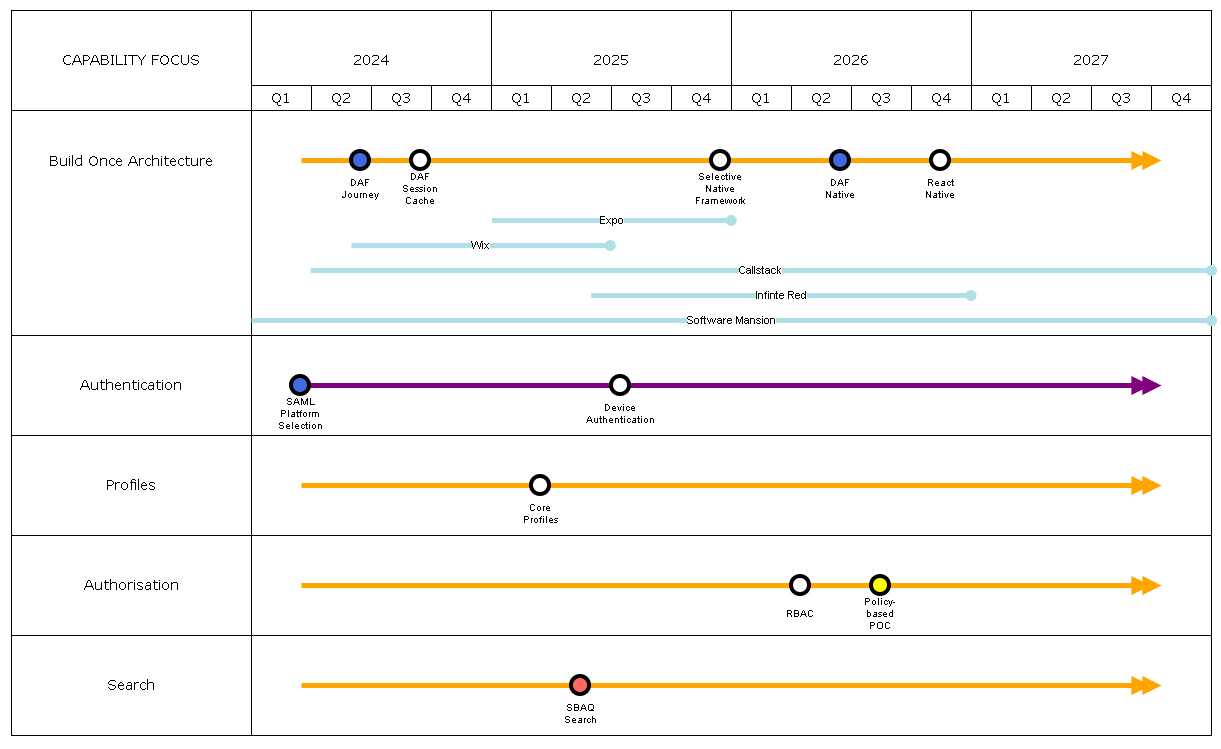 CAPABILITY FOCUS
2024
2025
2026
2027
Q1
Q2
Q3
Q4
Q1
Q2
Q3
Q4
Q1
Q2
Q3
Q4
Q1
Q2
Q3
Q4
Build Once Architecture
DAF
Journey
DAF
Session
Cache
Selective
Native
Framework
DAF
Native
React
Native
Expo
Wix
Callstack
Infinte Red
Software Mansion
Authentication
SAML
Platform
Selection
Device
Authentication
Profiles
Core
Profiles
Authorisation
RBAC
Policy-
based
POC
Search
SBAQ
Search